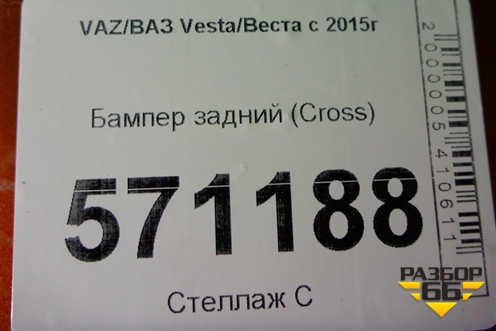 VAZ/ВАЗ Vesta/Веста с 2015г
Бампер задний (Cross)
571188
Стеллаж С
2000005410611
РАЗБОР
66